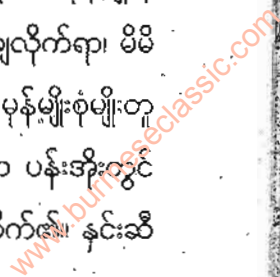 ချလိုက်ရာ၊ မိမိ
မှန်မျိုးစုံမျိုးတူ
ပန်းအိုးတွင်
နှင်းဆီ
www.burmeseclassic.com